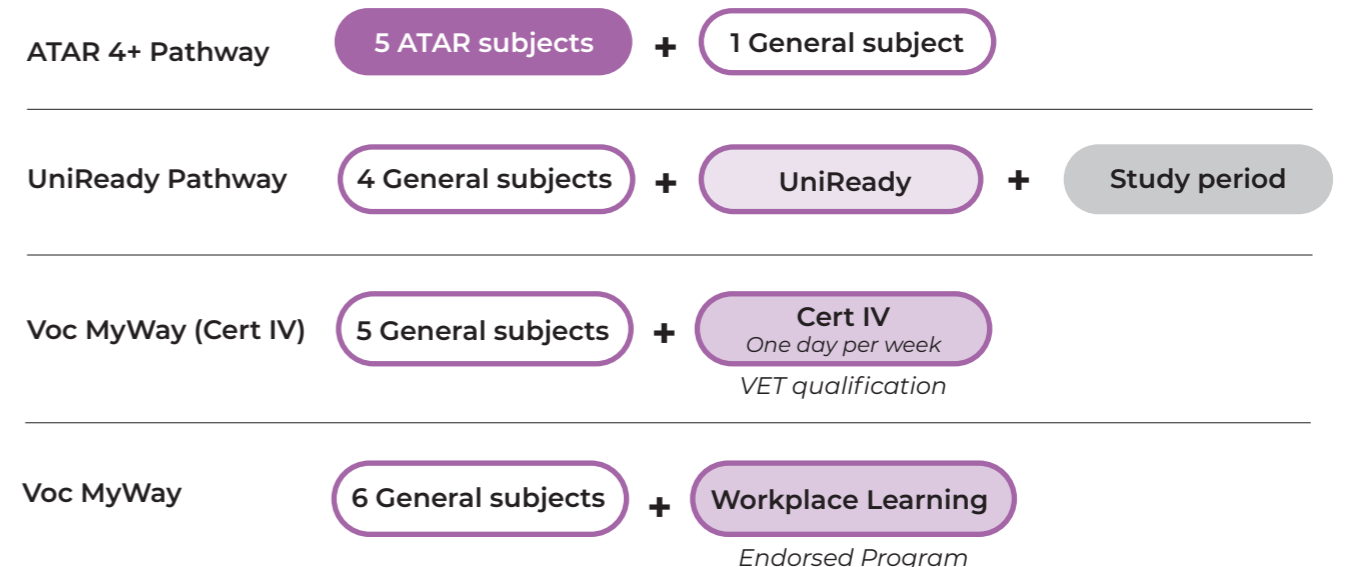 ATAR 4+ Pathway
5 ATAR subjects + 1 General subject
UniReady Pathway
4 General subjects + UniReady + Study period
Voc MyWay (Cert IV)
5 General subjects + Cert IV
One day per week
VET qualification
Voc MyWay
6 General subjects + Workplace Learning
Endorsed Program